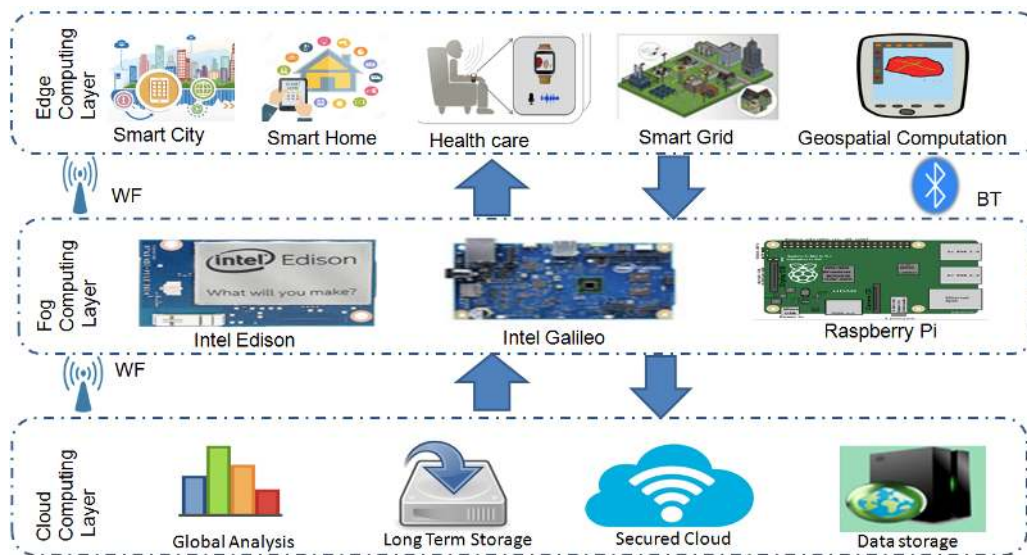 Edge
Computing
Layer
Smart City
Smart Home
Health care
Smart Grid
Geospatial Computation
WF
BT
Fog
Computing
Layer
intel Edison
What will you make?
Intel Edison
Intel Galileo
Raspberry Pi
WF
Cloud
Computing
Layer
Global Analysis
Long Term Storage
Secured Cloud
Data storage